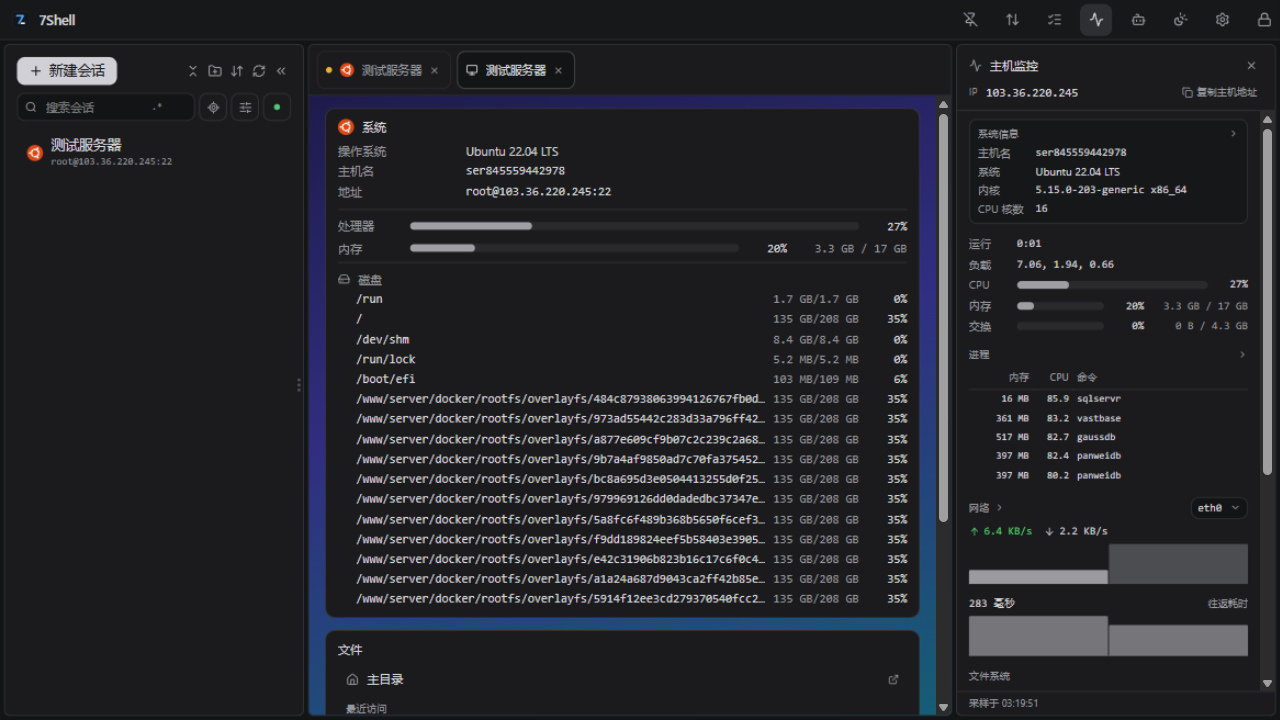 7Shell
新建会话
搜索会话 .*
测试服务器
root@103.36.220.245:22
测试服务器
测试服务器
系统
操作系统 Ubuntu 22.04 LTS
主机名 ser845559442978
地址 root@103.36.220.245:22
处理器 27%
内存 20% 3.3 GB / 17 GB
磁盘
/run 1.7 GB/1.7 GB 0%
/ 135 GB/208 GB 35%
/dev/shm 8.4 GB/8.4 GB 0%
/run/lock 5.2 MB/5.2 MB 0%
/boot/efi 103 MB/109 MB 6%
/www/server/docker/rootfs/overlayfs/484c87938063994126767fb0d… 135 GB/208 GB 35%
/www/server/docker/rootfs/overlayfs/973ad55442c283d33a796ff42… 135 GB/208 GB 35%
/www/server/docker/rootfs/overlayfs/a877e609cf9b07c2c239c2a68… 135 GB/208 GB 35%
/www/server/docker/rootfs/overlayfs/9b7a4af9850ad7c70fa375452… 135 GB/208 GB 35%
/www/server/docker/rootfs/overlayfs/bc8a695d3e0504413255d0f25… 135 GB/208 GB 35%
/www/server/docker/rootfs/overlayfs/979969126dd0dadedbc37347e… 135 GB/208 GB 35%
/www/server/docker/rootfs/overlayfs/5a8fc6f489b368b5650f6cef3… 135 GB/208 GB 35%
/www/server/docker/rootfs/overlayfs/f9dd189824eef5b58403e3905… 135 GB/208 GB 35%
/www/server/docker/rootfs/overlayfs/e42c31906b823b16c17c6f0c4… 135 GB/208 GB 35%
/www/server/docker/rootfs/overlayfs/a1a24a687d9043ca2ff42b85e… 135 GB/208 GB 35%
/www/server/docker/rootfs/overlayfs/5914f12ee3cd279370540fcc2… 135 GB/208 GB 35%
文件
主目录
最近访问
主机监控
IP 103.36.220.245 复制主机地址
系统信息
主机名 ser845559442978
系统 Ubuntu 22.04 LTS
内核 5.15.0-203-generic x86_64
CPU 核数 16
运行 0:01
负载 7.06, 1.94, 0.66
CPU 27%
内存 20% 3.3 GB / 17 GB
交换 0% 0 B / 4.3 GB
进程
内存 CPU 命令
16 MB 85.9 sqlservr
361 MB 83.2 vastbase
517 MB 82.7 gaussdb
397 MB 82.4 panweidb
397 MB 80.2 panweidb
网络 eth0
6.4 KB/s 2.2 KB/s
283 毫秒 往返耗时
文件系统
采样于 03:19:51